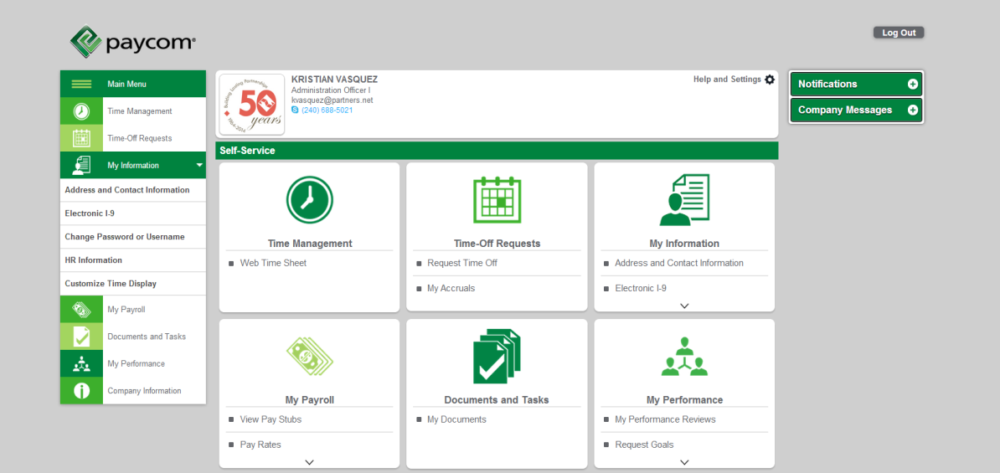 paycom®
Log Out
Main Menu
Time Management
Time-Off Requests
My Information
Address and Contact Information
Electronic I-9
Change Password or Username
HR Information
Customize Time Display
My Payroll
Documents and Tasks
My Performance
Company Information
Building Lasting Partnerships
50
years
1964-2014
KRISTIAN VASQUEZ
Administration Officer I
kvasquez@partners.net
(240) 688-5021
Help and Settings
Notifications
Company Messages
Self-Service
Time Management
Web Time Sheet
Time-Off Requests
Request Time Off
My Accruals
My Information
Address and Contact Information
Electronic I-9
My Payroll
View Pay Stubs
Pay Rates
Documents and Tasks
My Documents
My Performance
My Performance Reviews
Request Goals